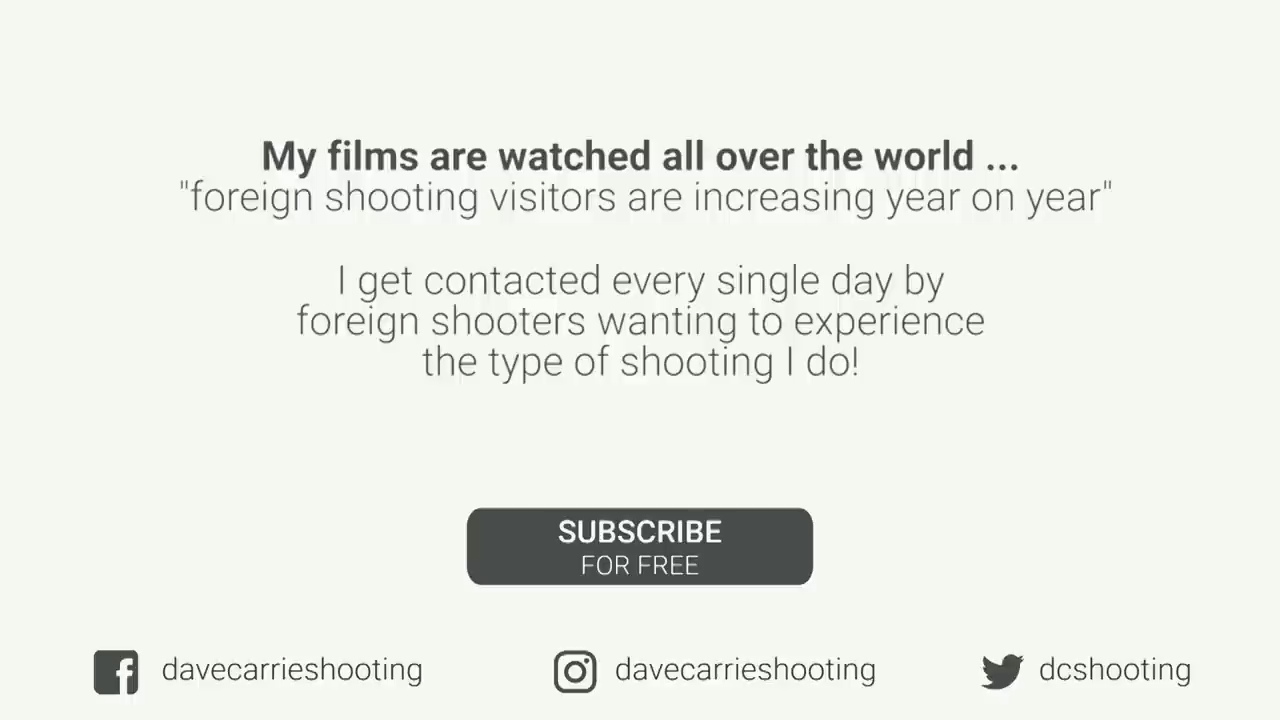 My films are watched all over the world ...
"foreign shooting visitors are increasing year on year"
I get contacted every single day by
foreign shooters wanting to experience
the type of shooting I do!
SUBSCRIBE
FOR FREE
davecarrieshooting
davecarrieshooting
dcshooting